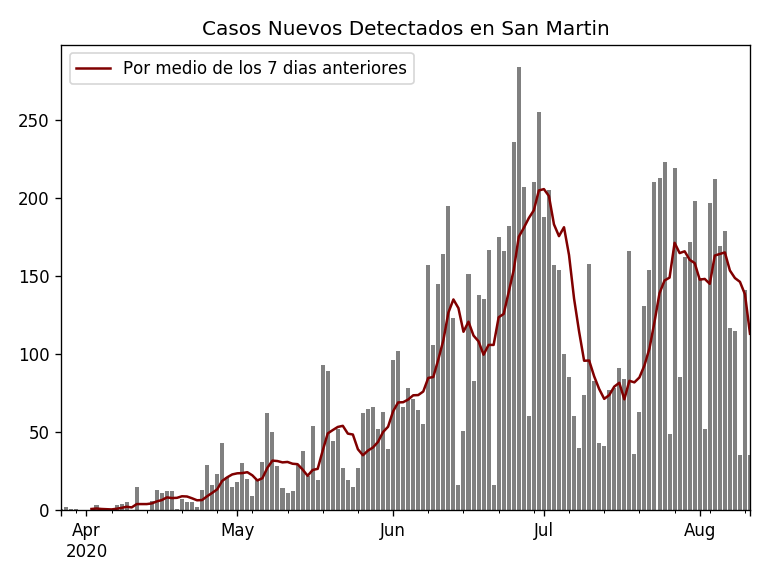 Casos Nuevos Detectados en San Martin
Por medio de los 7 dias anteriores
250
200
150
100
50
0
Apr May Jun Jul Aug
2020